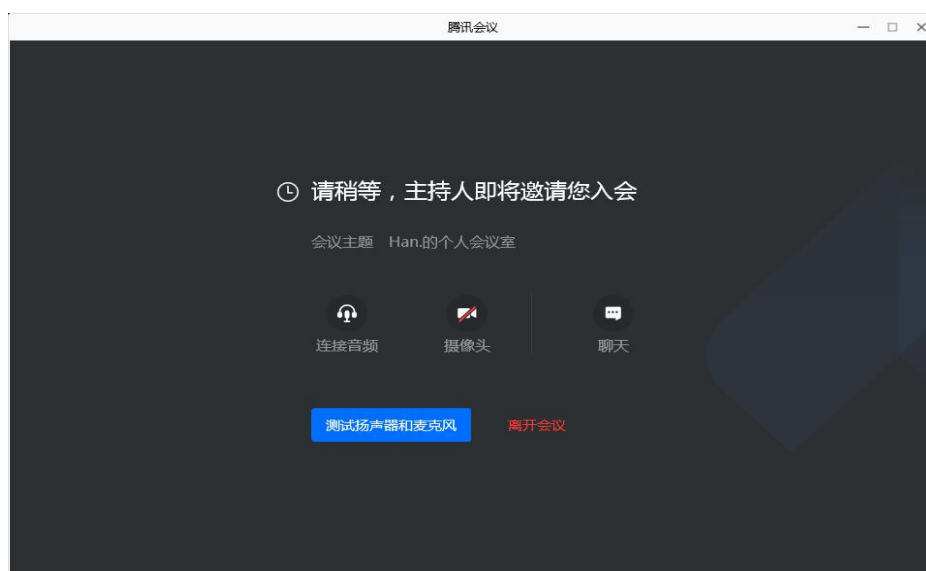 腾讯会议
请稍等，主持人即将邀请您入会
会议主题 Han.的个人会议室
连接音频 摄像头 聊天
测试扬声器和麦克风 离开会议